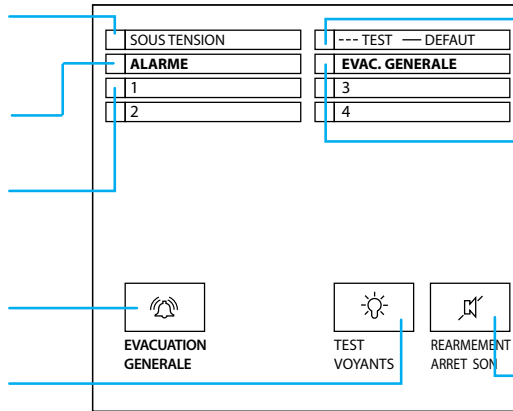 SOUS TENSION
--- TEST — DEFAUT
ALARME
EVAC. GENERALE
1
3
2
4
EVACUATION
GENERALE
TEST
VOYANTS
REARMEMENT
ARRET SON